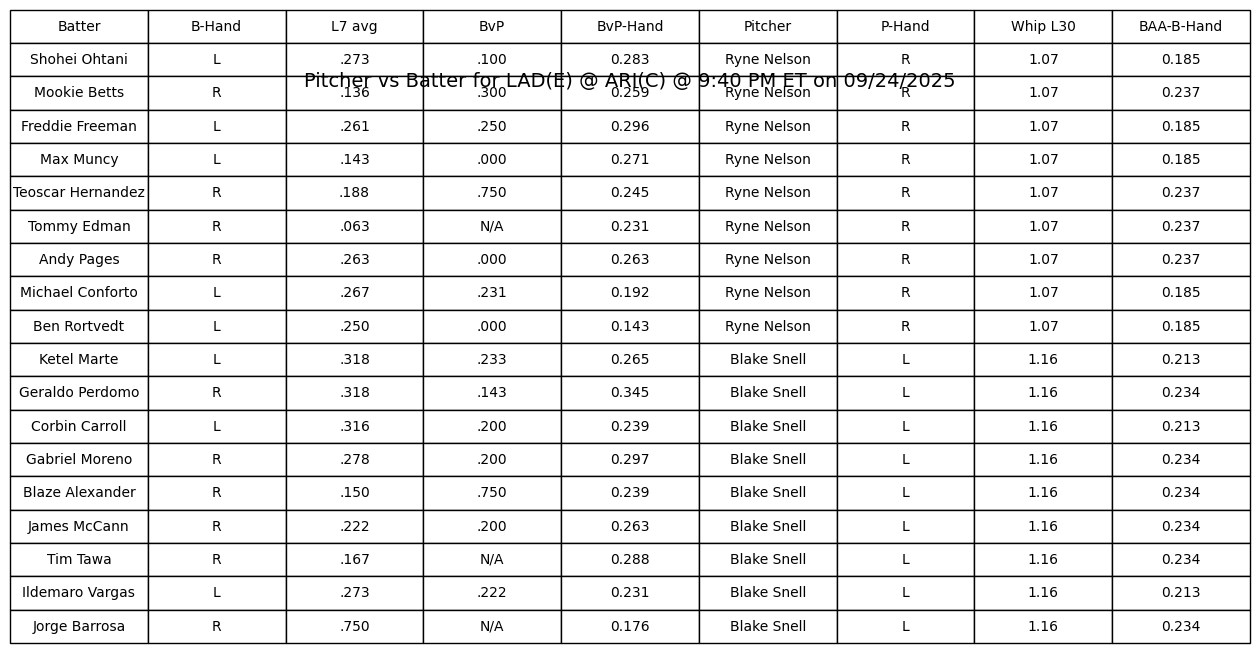 Batter B-Hand L7 avg BvP BvP-Hand Pitcher P-Hand Whip L30 BAA-B-Hand
Shohei Ohtani L .273 .100 0.283 Ryne Nelson R 1.07 0.185
Pitcher vs Batter for LAD(E) @ ARI(C) @ 9:40 PM ET on 09/24/2025
Mookie Betts R .136 .300 0.259 Ryne Nelson R 1.07 0.237
Freddie Freeman L .261 .250 0.296 Ryne Nelson R 1.07 0.185
Max Muncy L .143 .000 0.271 Ryne Nelson R 1.07 0.185
Teoscar Hernandez R .188 .750 0.245 Ryne Nelson R 1.07 0.237
Tommy Edman R .063 N/A 0.231 Ryne Nelson R 1.07 0.237
Andy Pages R .263 .000 0.263 Ryne Nelson R 1.07 0.237
Michael Conforto L .267 .231 0.192 Ryne Nelson R 1.07 0.185
Ben Rortvedt L .250 .000 0.143 Ryne Nelson R 1.07 0.185
Ketel Marte L .318 .233 0.265 Blake Snell L 1.16 0.213
Geraldo Perdomo R .318 .143 0.345 Blake Snell L 1.16 0.234
Corbin Carroll L .316 .200 0.239 Blake Snell L 1.16 0.213
Gabriel Moreno R .278 .200 0.297 Blake Snell L 1.16 0.234
Blaze Alexander R .150 .750 0.239 Blake Snell L 1.16 0.234
James McCann R .222 .200 0.263 Blake Snell L 1.16 0.234
Tim Tawa R .167 N/A 0.288 Blake Snell L 1.16 0.234
Ildemaro Vargas L .273 .222 0.231 Blake Snell L 1.16 0.213
Jorge Barrosa R .750 N/A 0.176 Blake Snell L 1.16 0.234